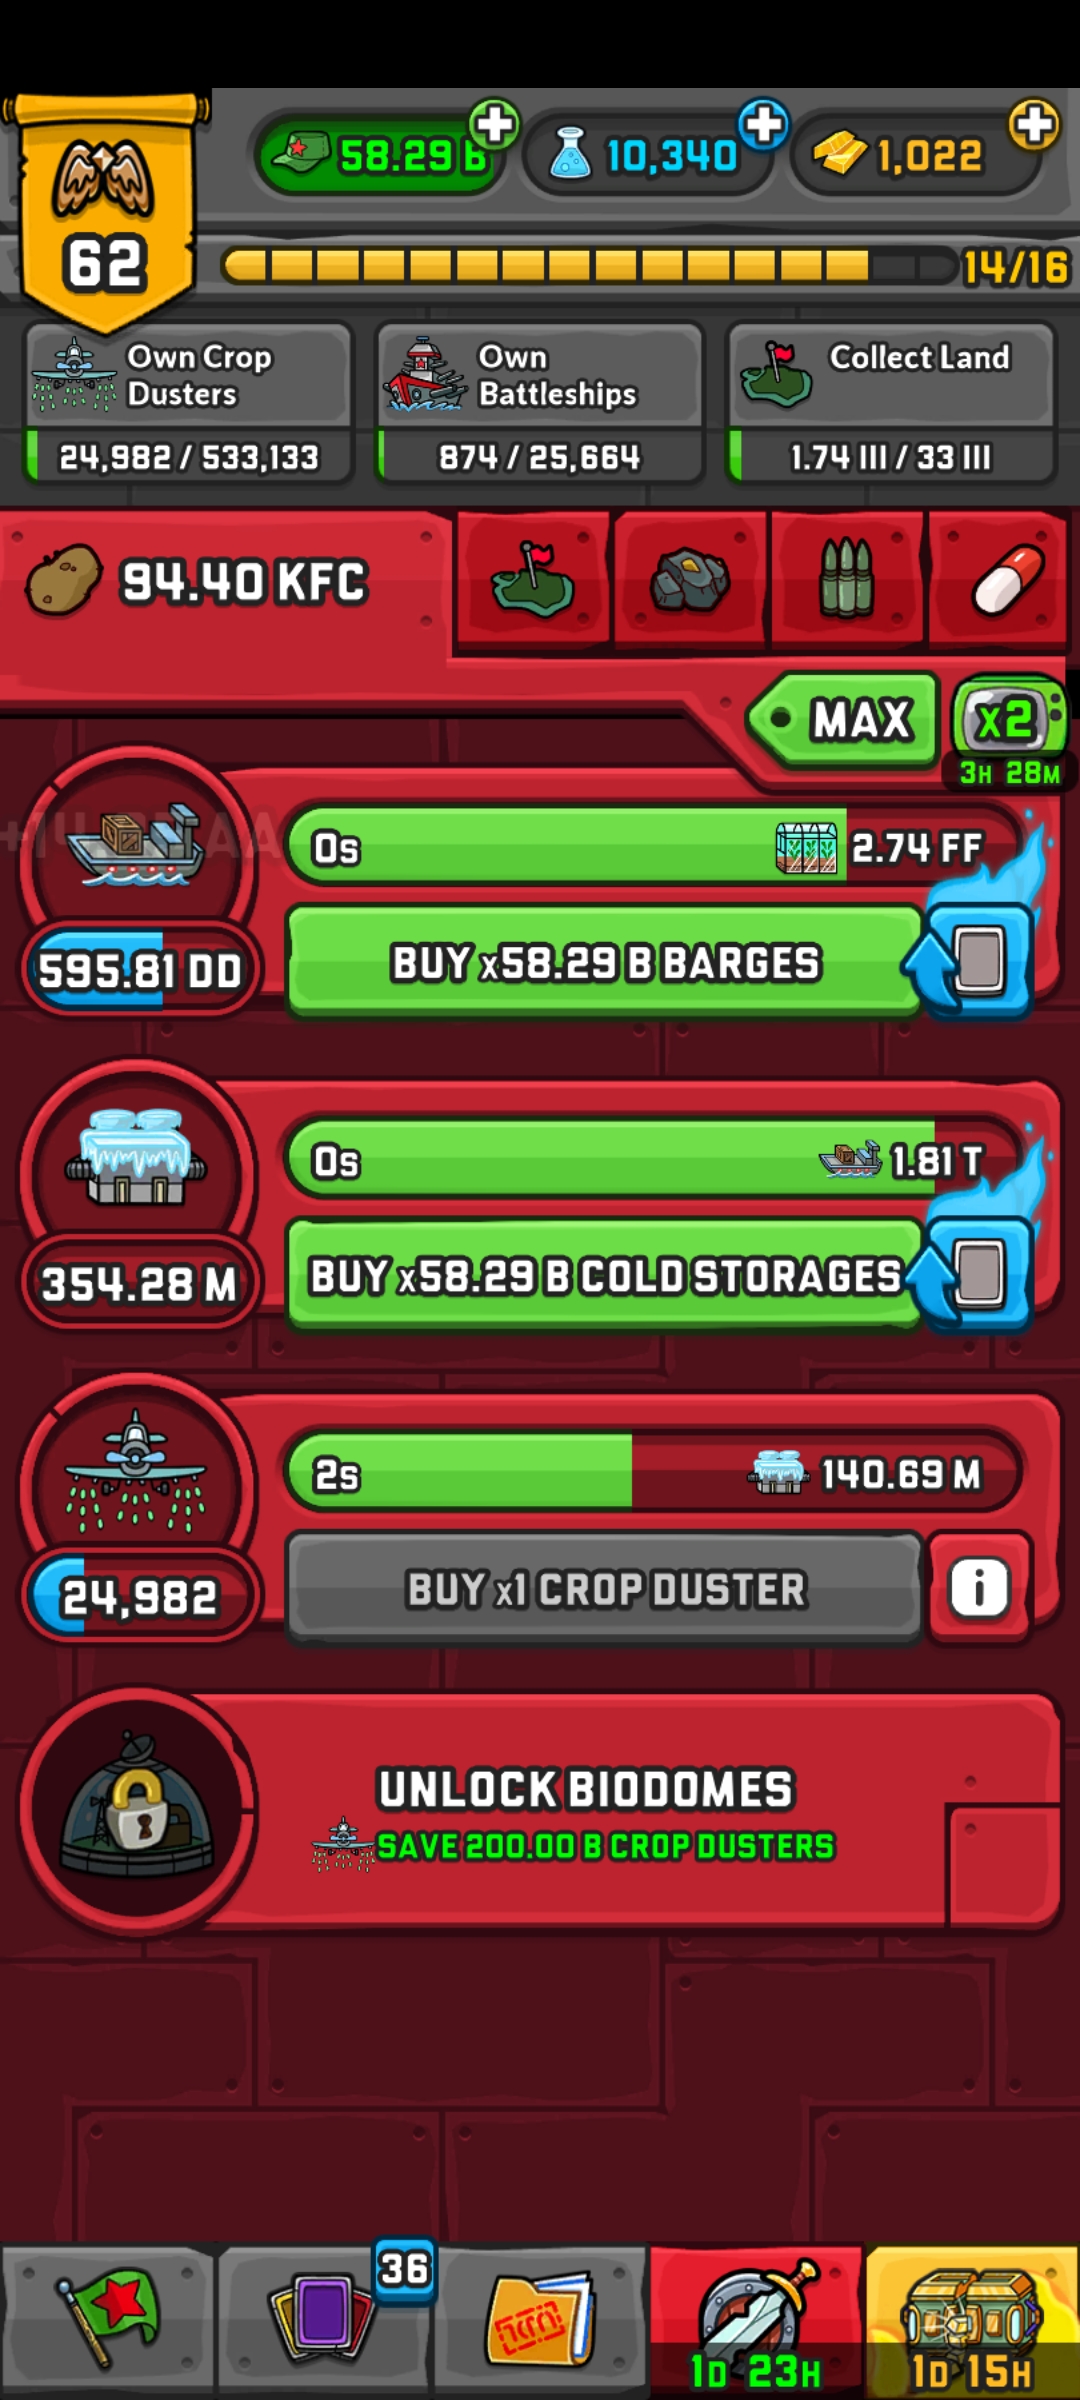 58.29 B
10,340
1,022
62
14/16
Own Crop
Dusters
24,982 / 533,133
Own
Battleships
874 / 25,664
Collect Land
1.74 III / 33 III
94.40 KFC
MAX
x2
3H 28M
0s
2.74 FF
595.81 DD
BUY x58.29 B BARGES
0s
1.81 T
354.28 M
BUY x58.29 B COLD STORAGES
2s
140.69 M
24,982
BUY x1 CROP DUSTER
i
UNLOCK BIODOMES
SAVE 200.00 B CROP DUSTERS
36
1D 23H
1D 15H